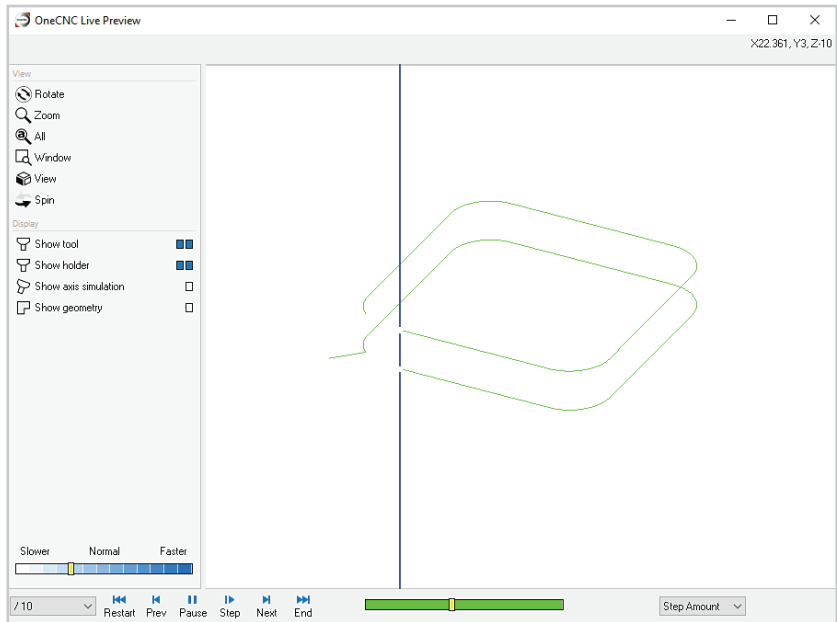 OneCNC Live Preview
X22.361, Y3, Z-10
View
Rotate
Zoom
All
Window
View
Spin
Display
Show tool
Show holder
Show axis simulation
Show geometry
Slower Normal Faster
/ 10
Restart Prev Pause Step Next End
Step Amount